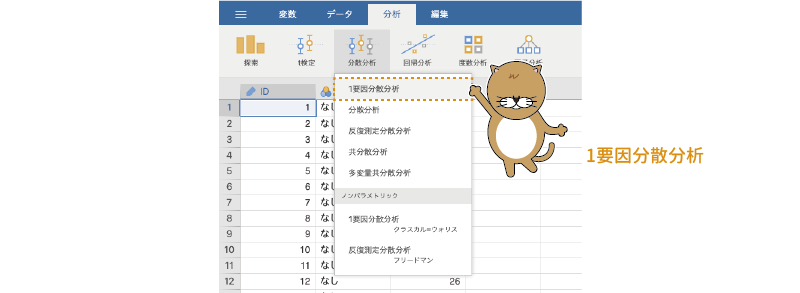 変数 データ 分析 編集
探索 t検定 分散分析 回帰分析 度数分析
ID
1要因分散分析
分散分析
反復測定分散分析
共分散分析
多変量共分散分析
ノンパラメトリック
1要因分散分析
クラスカル=ウォリス
反復測定分散分析
フリードマン
1 1 なし
2 2 なし
3 3 なし
4 4 なし
5 5 なし
6 6 なし
7 7 なし
8 8 なし
9 9 なし
10 10 なし
11 11 なし
12 12 なし 26
1要因分散分析